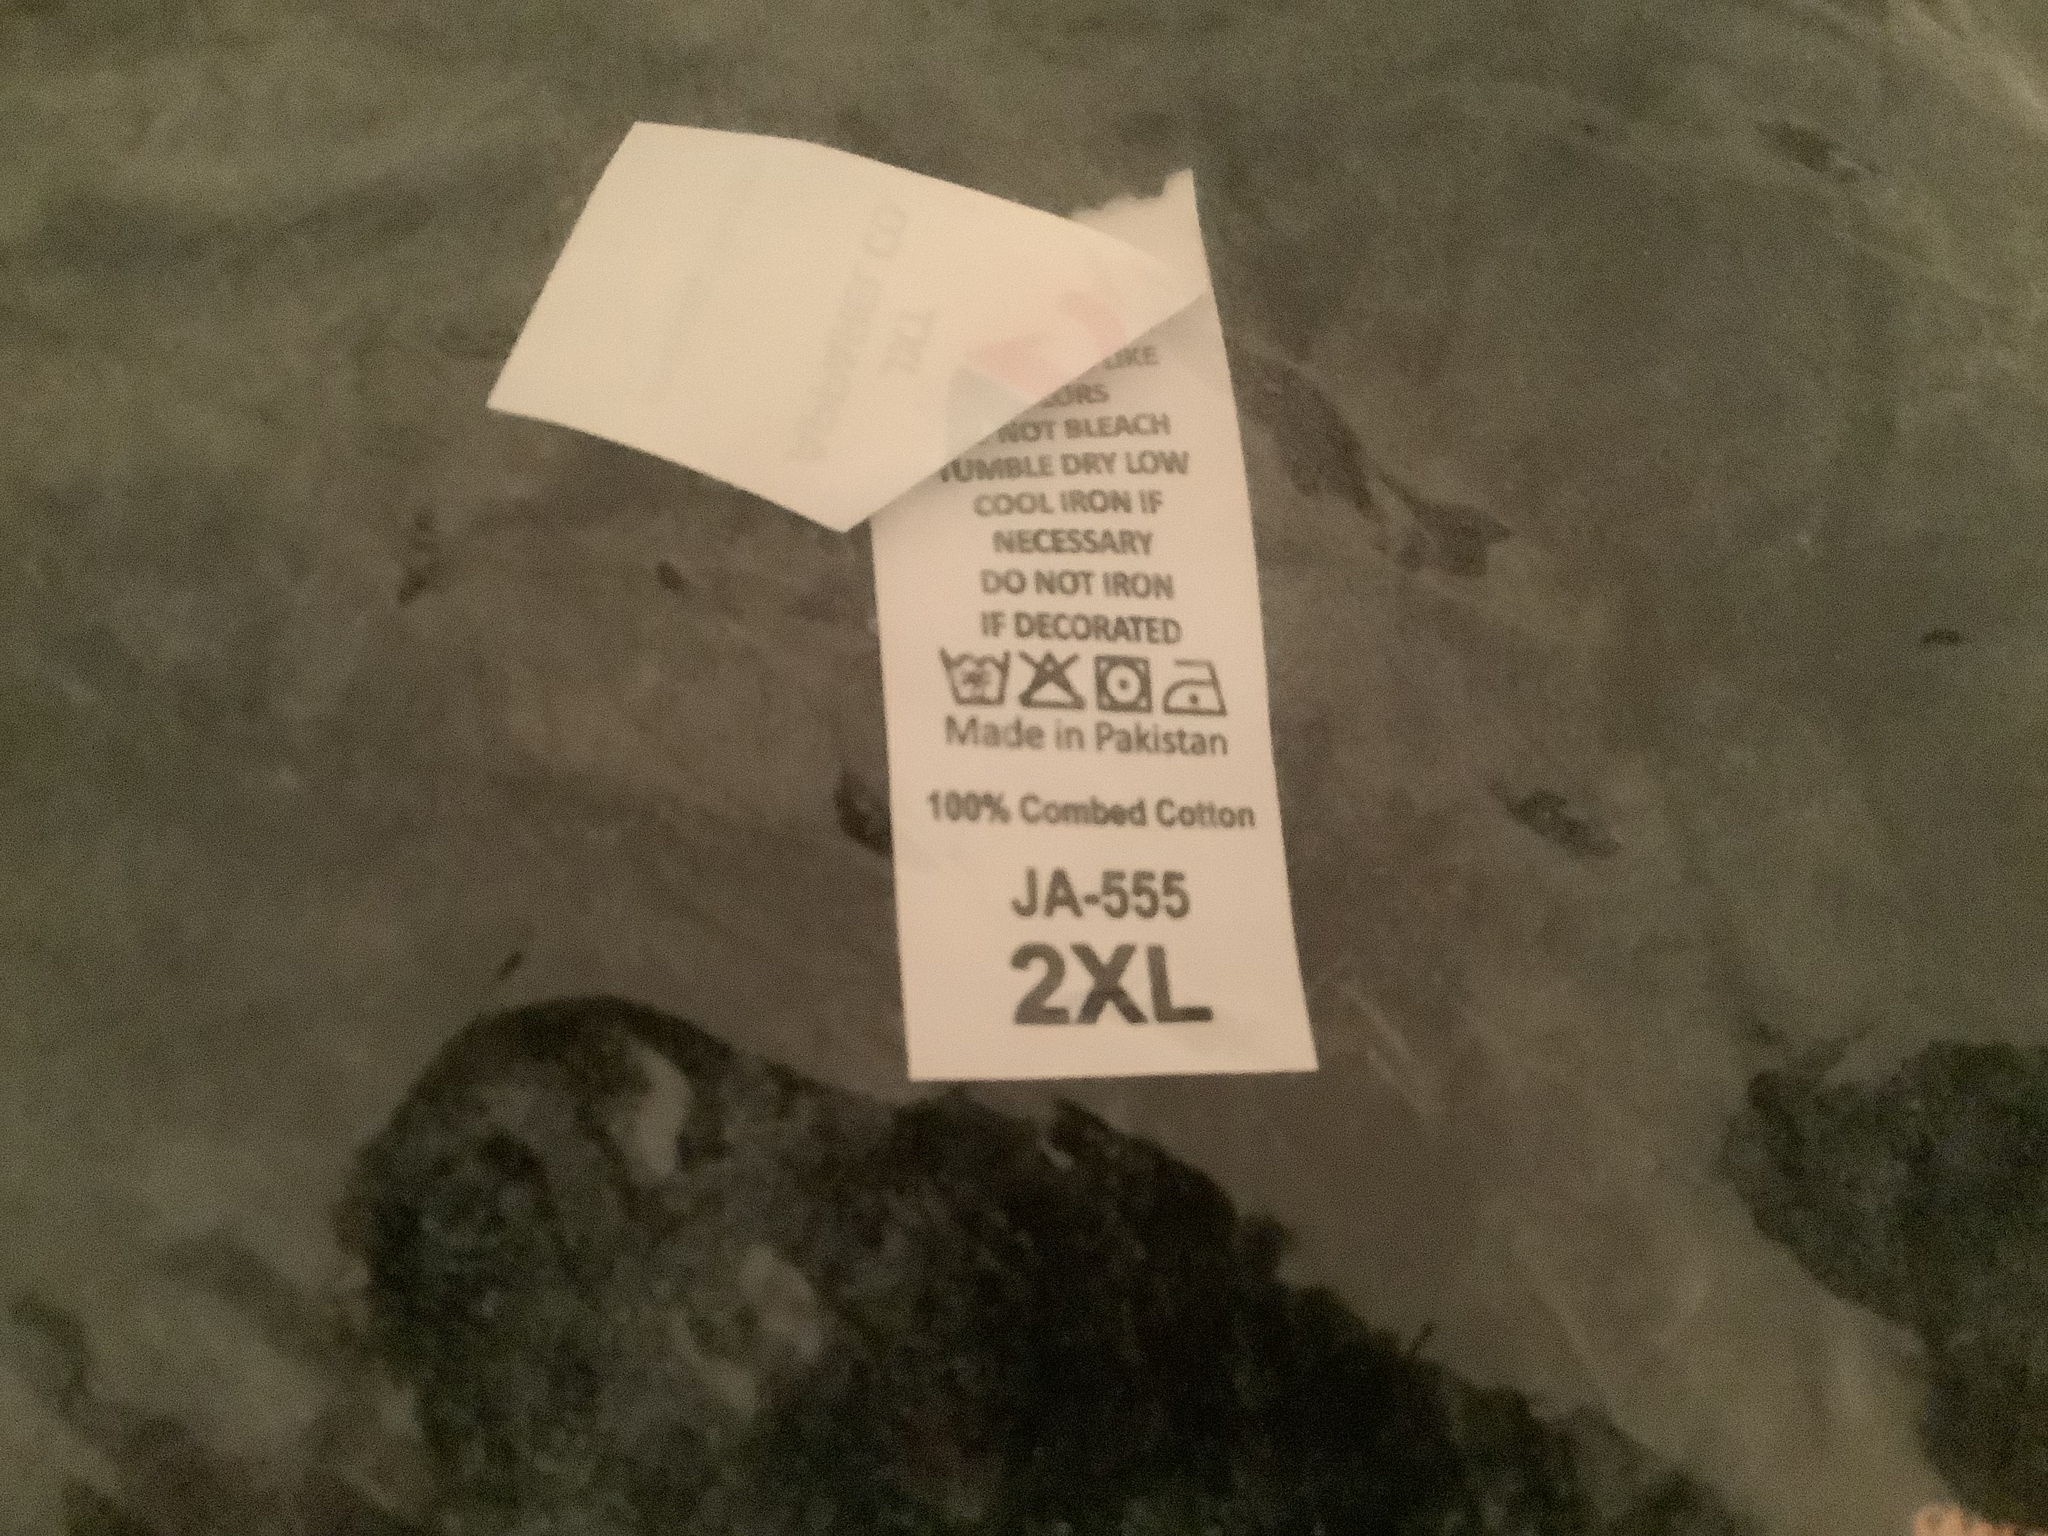 LIKE
NOT BLEACH
TUMBLE DRY LOW
COOL IRON IF
NECESSARY
DO NOT IRON
IF DECORATED
Made in Pakistan
100% Combed Cotton
JA-555
2XL